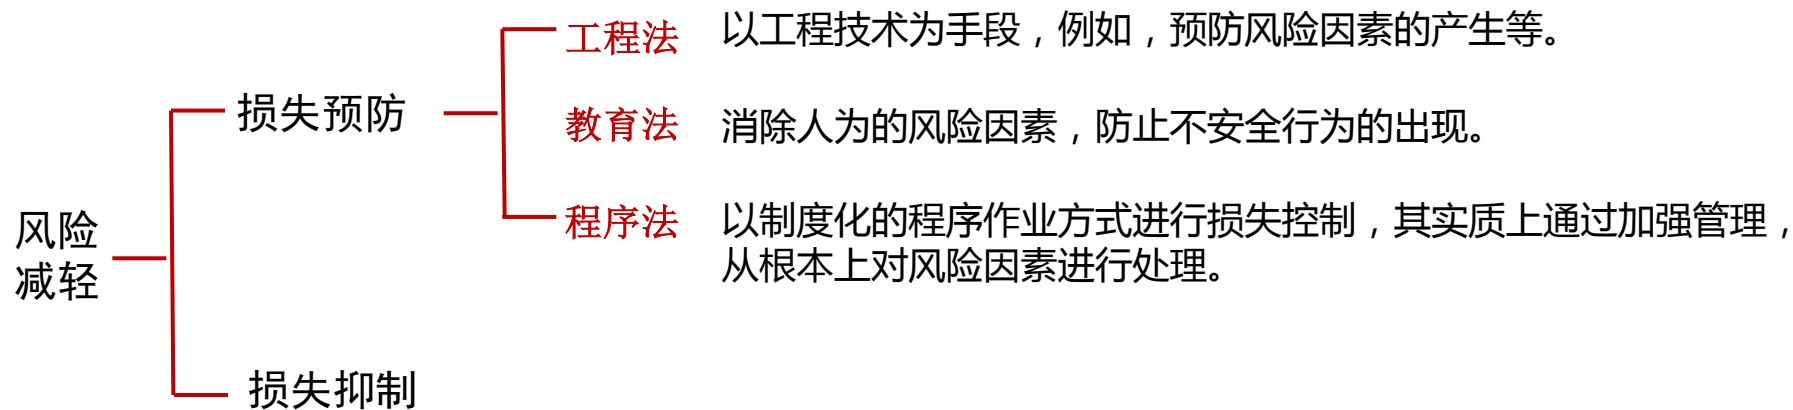 工程法 以工程技术为手段，例如，预防风险因素的产生等。
损失预防
教育法 消除人为的风险因素，防止不安全行为的出现。
程序法 以制度化的程序作业方式进行损失控制，其实质上通过加强管理，
从根本上对风险因素进行处理。
风险
减轻
损失抑制